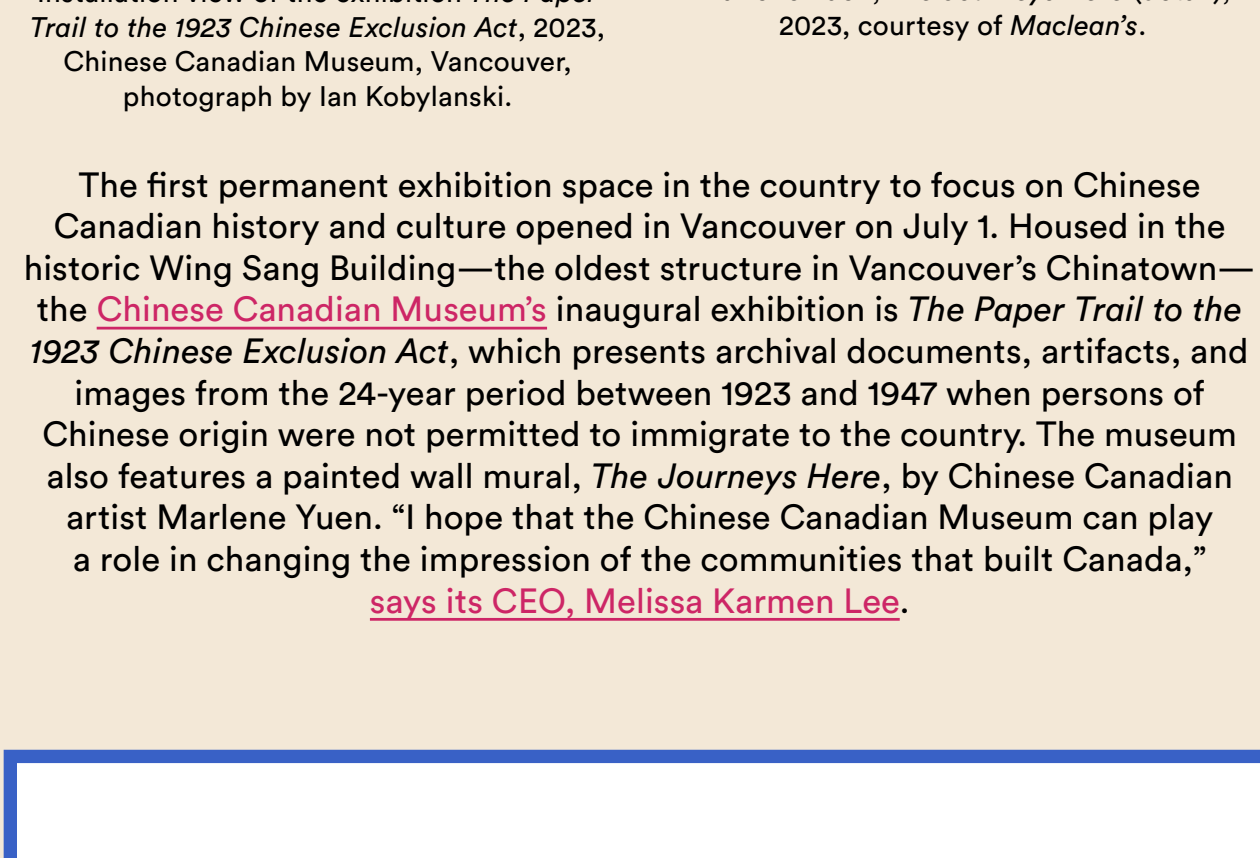 Installation view of the exhibition The Paper
Trail to the 1923 Chinese Exclusion Act, 2023,
Chinese Canadian Museum, Vancouver,
photograph by Ian Kobylanski.
2023, courtesy of Maclean’s.
The first permanent exhibition space in the country to focus on Chinese
Canadian history and culture opened in Vancouver on July 1. Housed in the
historic Wing Sang Building—the oldest structure in Vancouver’s Chinatown—
the Chinese Canadian Museum’s inaugural exhibition is The Paper Trail to the
1923 Chinese Exclusion Act, which presents archival documents, artifacts, and
images from the 24-year period between 1923 and 1947 when persons of
Chinese origin were not permitted to immigrate to the country. The museum
also features a painted wall mural, The Journeys Here, by Chinese Canadian
artist Marlene Yuen. “I hope that the Chinese Canadian Museum can play
a role in changing the impression of the communities that built Canada,”
says its CEO, Melissa Karmen Lee.